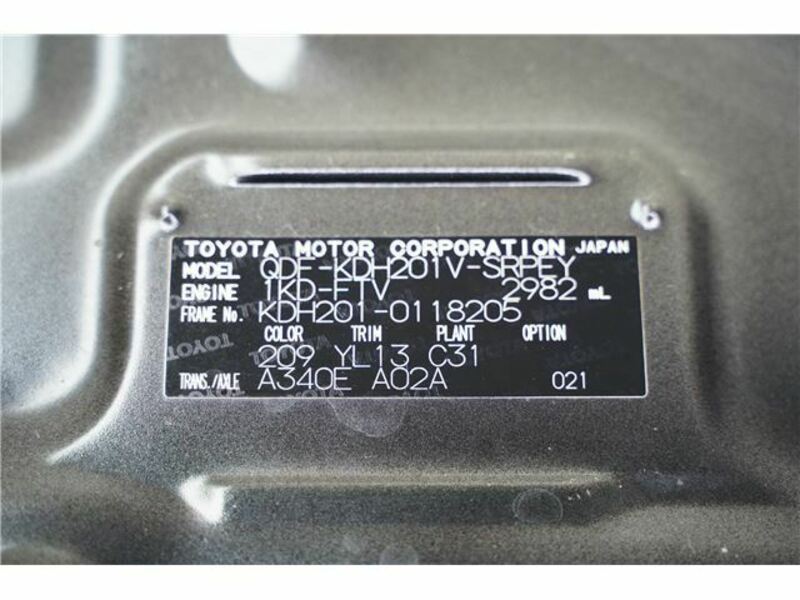 TOYOTA MOTOR CORPORATION JAPAN
MODEL QDF-KDH201V-SRPEY
ENGINE 1KD-FTV 2982 mL
FRAME No. KDH201-0118205
COLOR TRIM PLANT OPTION
209 YL13 C31
TRANS./AXLE A340E A02A 021